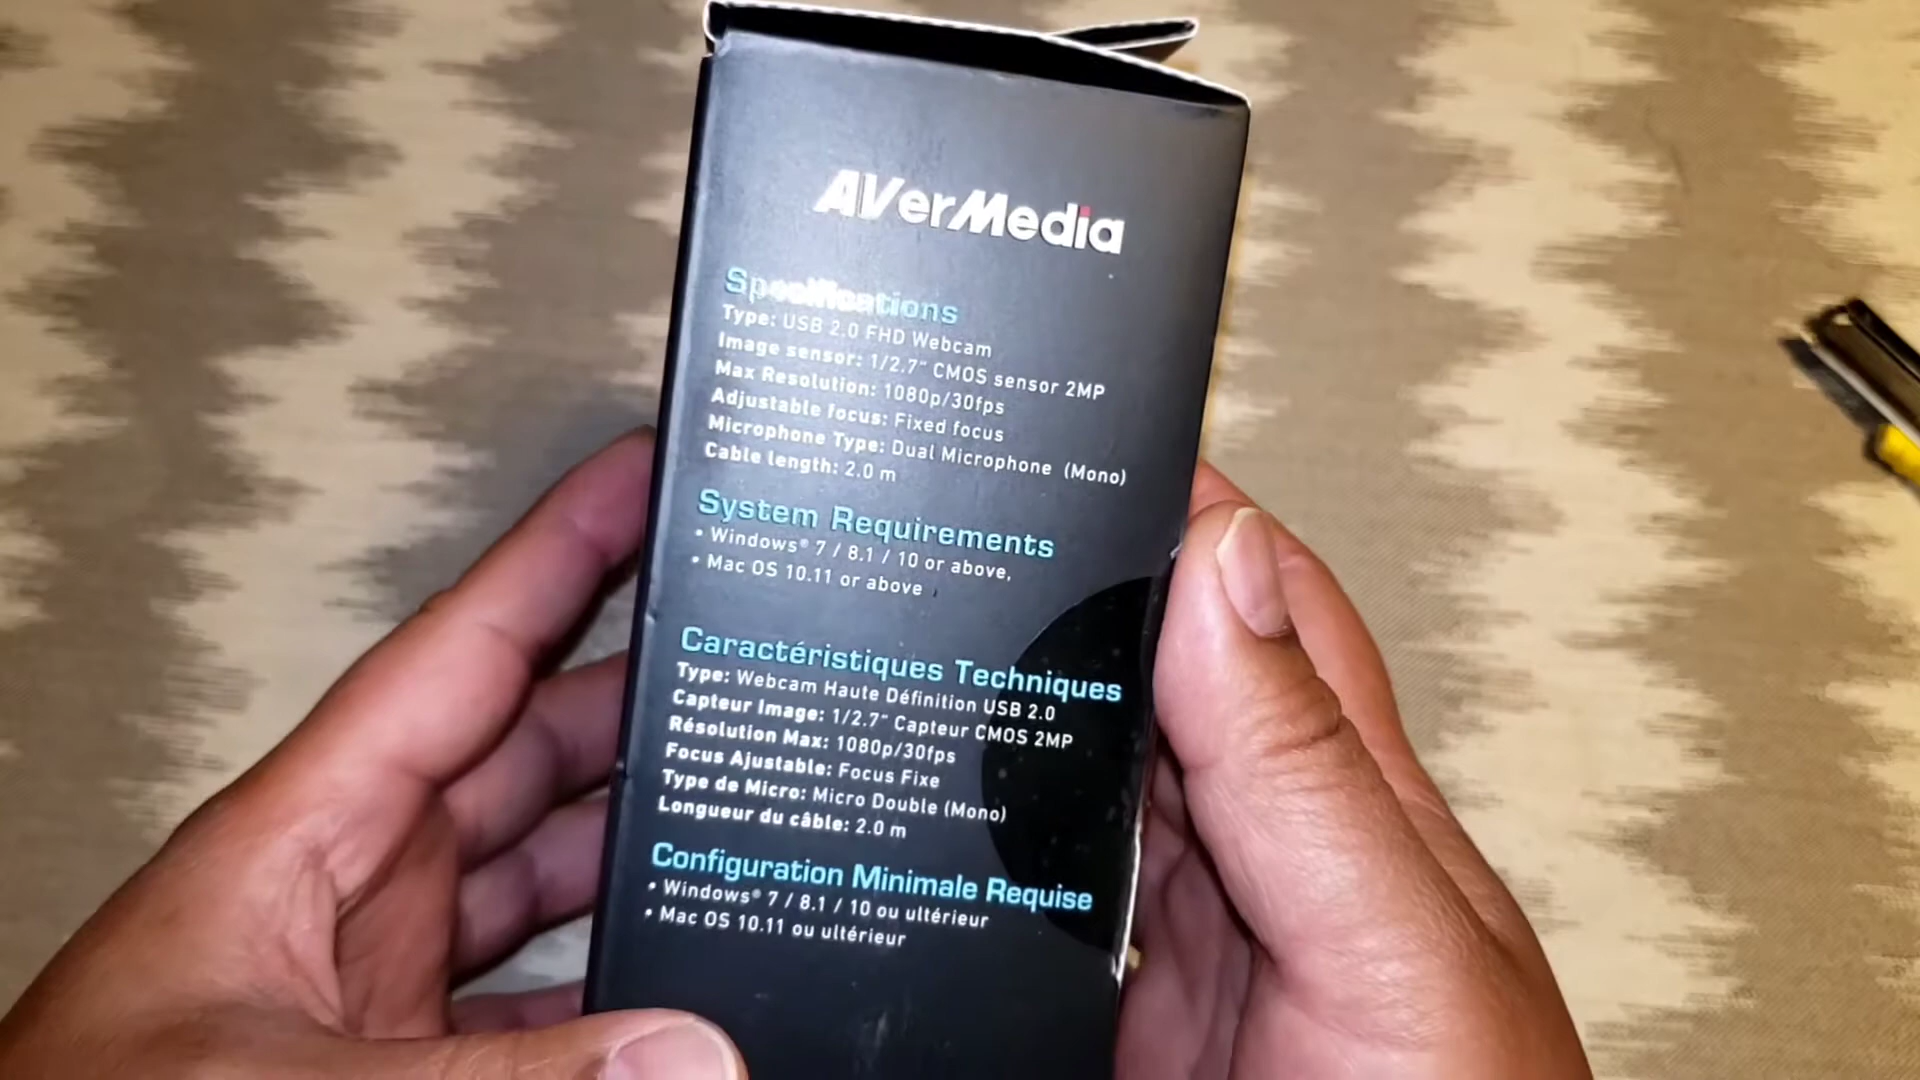 AVerMedia
Specifications
Type: USB 2.0 FHD Webcam
Image sensor: 1/2.7" CMOS sensor 2MP
Max Resolution: 1080p/30fps
Adjustable focus: Fixed focus
Microphone Type: Dual Microphone (Mono)
Cable length: 2.0 m
System Requirements
• Windows® 7 / 8.1 / 10 or above,
• Mac OS 10.11 or above
Caractéristiques Techniques
Type: Webcam Haute Définition USB 2.0
Capteur Image: 1/2.7" Capteur CMOS 2MP
Résolution Max: 1080p/30fps
Focus Ajustable: Focus Fixe
Type de Micro: Micro Double (Mono)
Longueur du câble: 2.0 m
Configuration Minimale Requise
• Windows® 7 / 8.1 / 10 ou ultérieur
• Mac OS 10.11 ou ultérieur